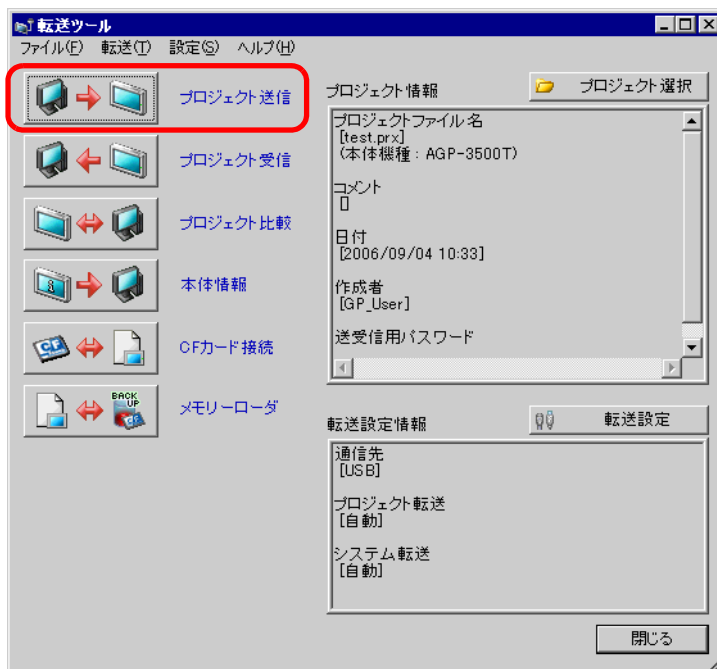 転送ツール
ファイル(F) 転送(T) 設定(S) ヘルプ(H)
プロジェクト送信
プロジェクト受信
プロジェクト比較
本体情報
CF
CFカード接続
BACK
UP
CF
メモリーローダ
プロジェクト情報
プロジェクト選択
プロジェクトファイル名
[test.prx]
(本体機種：AGP-3500T)
コメント
[]
日付
[2006/09/04 10:33]
作成者
[GP_User]
送受信用パスワード
転送設定情報
転送設定
通信先
[USB]
プロジェクト転送
[自動]
システム転送
[自動]
閉じる